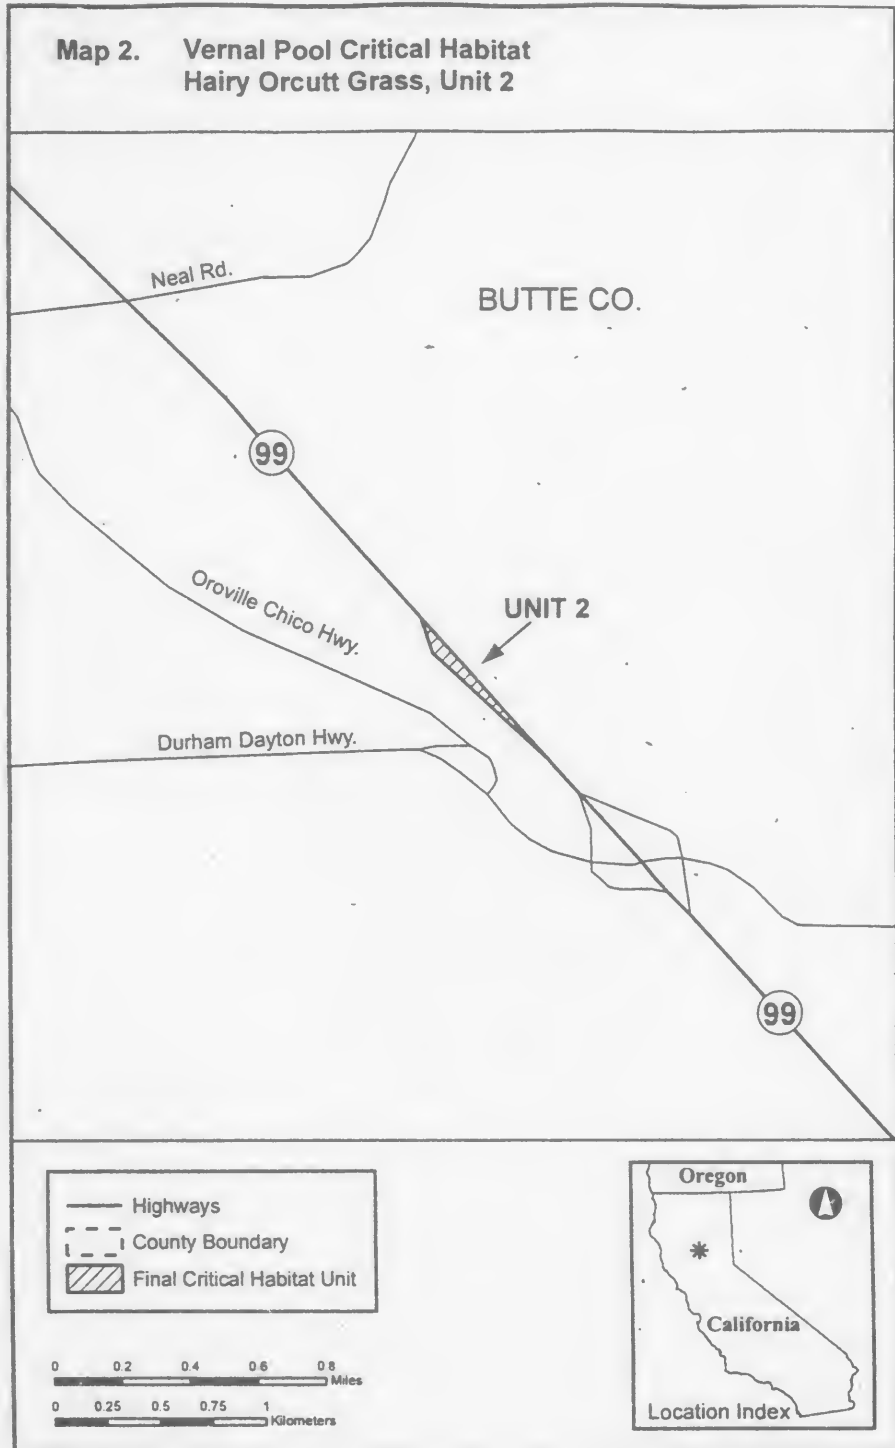 Map 2. Vernal Pool Critical Habitat
Hairy Orcutt Grass, Unit 2
Neal Rd.
BUTTE CO.
99
Oroville Chico Hwy.
UNIT 2
Durham Dayton Hwy.
99
Highways
County Boundary
Final Critical Habitat Unit
0 0.2 0.4 0.6 0.8
Miles
0 0.25 0.5 0.75 1
Kilometers
Oregon
California
Location Index